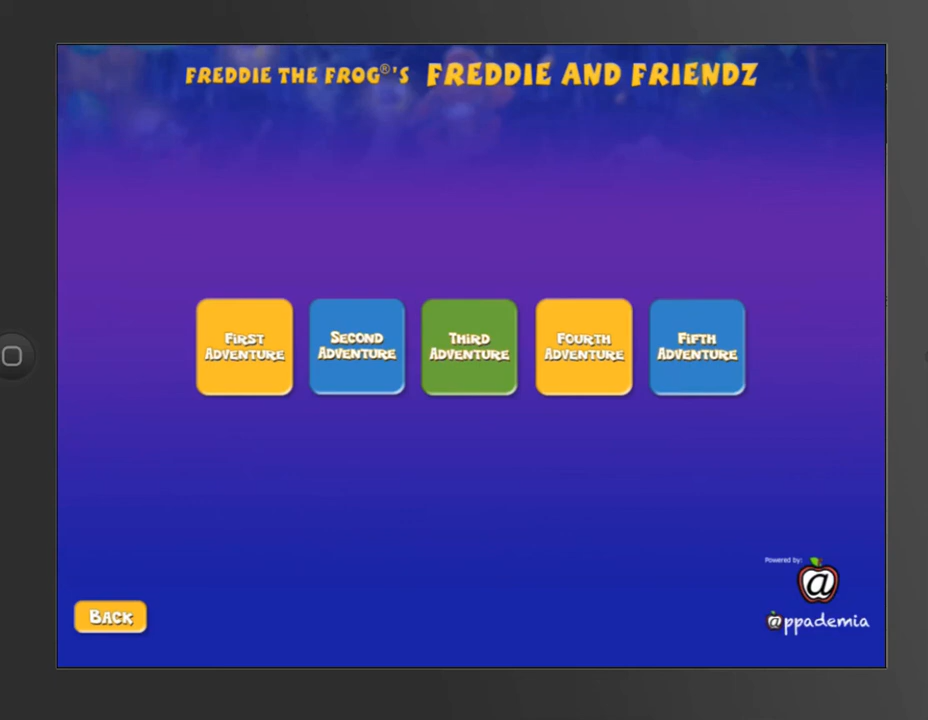 FREDDIE THE FROG®'S FREDDIE AND FRIENDZ
FIRST ADVENTURE
SECOND ADVENTURE
THIRD ADVENTURE
FOURTH ADVENTURE
FIFTH ADVENTURE
Powered by:
@
@ppademia
BACK